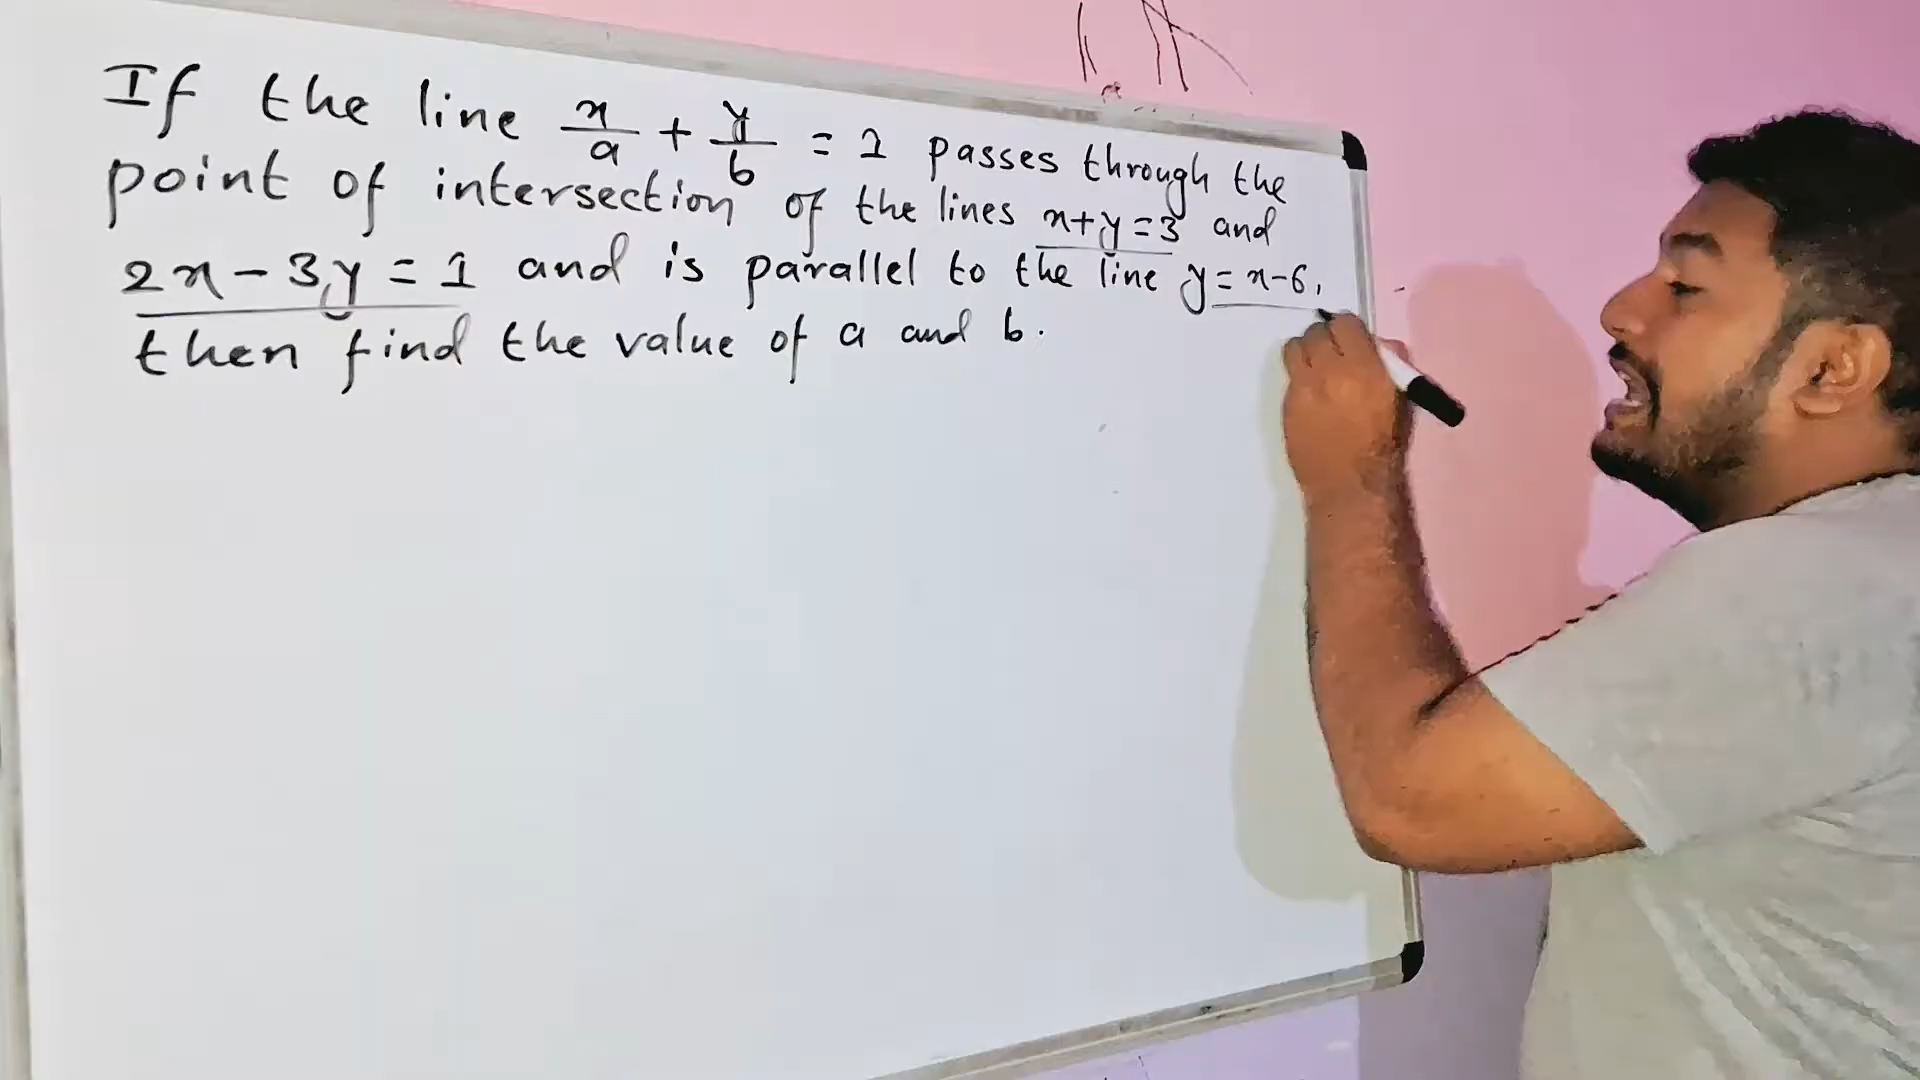 If the line x/a + y/b = 1 passes through the
point of intersection of the lines x+y=3 and
2x-3y=1 and is parallel to the line y=x-6,
then find the value of a and b.